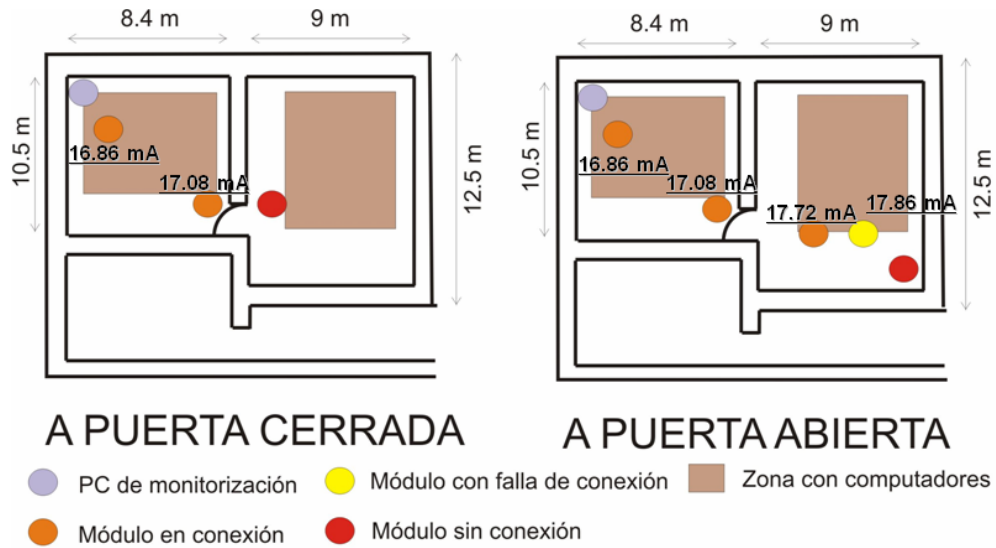 8.4 m
9 m
10.5 m
12.5 m
16.86 mA
17.08 mA
A PUERTA CERRADA
8.4 m
9 m
10.5 m
12.5 m
16.86 mA
17.08 mA
17.72 mA
17.86 mA
A PUERTA ABIERTA
PC de monitorización
Módulo con falla de conexión
Zona con computadores
Módulo en conexión
Módulo sin conexión